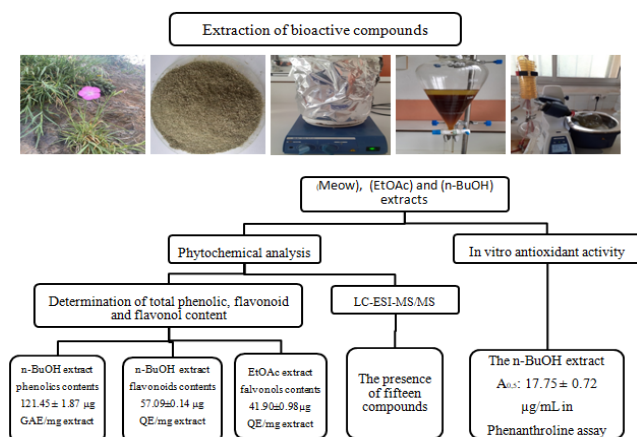 Extraction of bioactive compounds
(Meow), (EtOAc) and (n-BuOH)
extracts
Phytochemical analysis
In vitro antioxidant activity
Determination of total phenolic, flavonoid
and flavonol content
LC-ESI-MS/MS
n-BuOH extract
phenolics contents
121.45 ± 1.87 µg
GAE/mg extract
n-BuOH extract
flavonoids contents
57.09±0.14 µg
QE/mg extract
EtOAc extract
falvonols contents
41.90±0.98µg
QE/mg extract
The presence
of fifteen
compounds
The n-BuOH extract
A0.5: 17.75 ± 0.72
µg/mL in
Phenanthroline assay